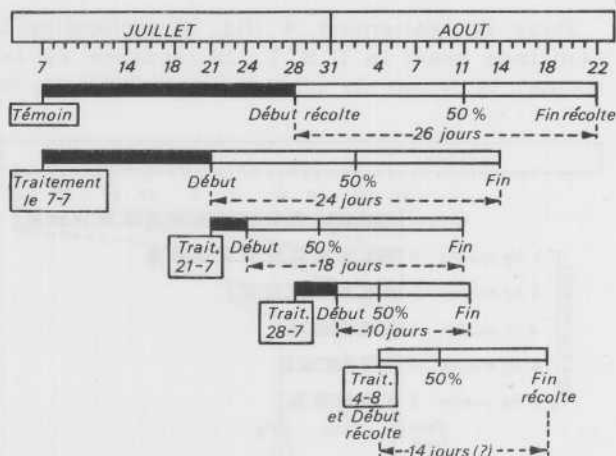 JUILLET AOUT
7 14 18 21 24 28 31 4 7 11 14 18 22
Témoin Début récolte 50% Fin récolte
26 jours
Traitement le 7-7 Début 50% Fin
24 jours
Trait. 21-7 Début 50% Fin
18 jours
Trait. 28-7 Début 50% Fin
10 jours
Trait. 4-8 50% Fin récolte
et Début récolte
14 jours (?)